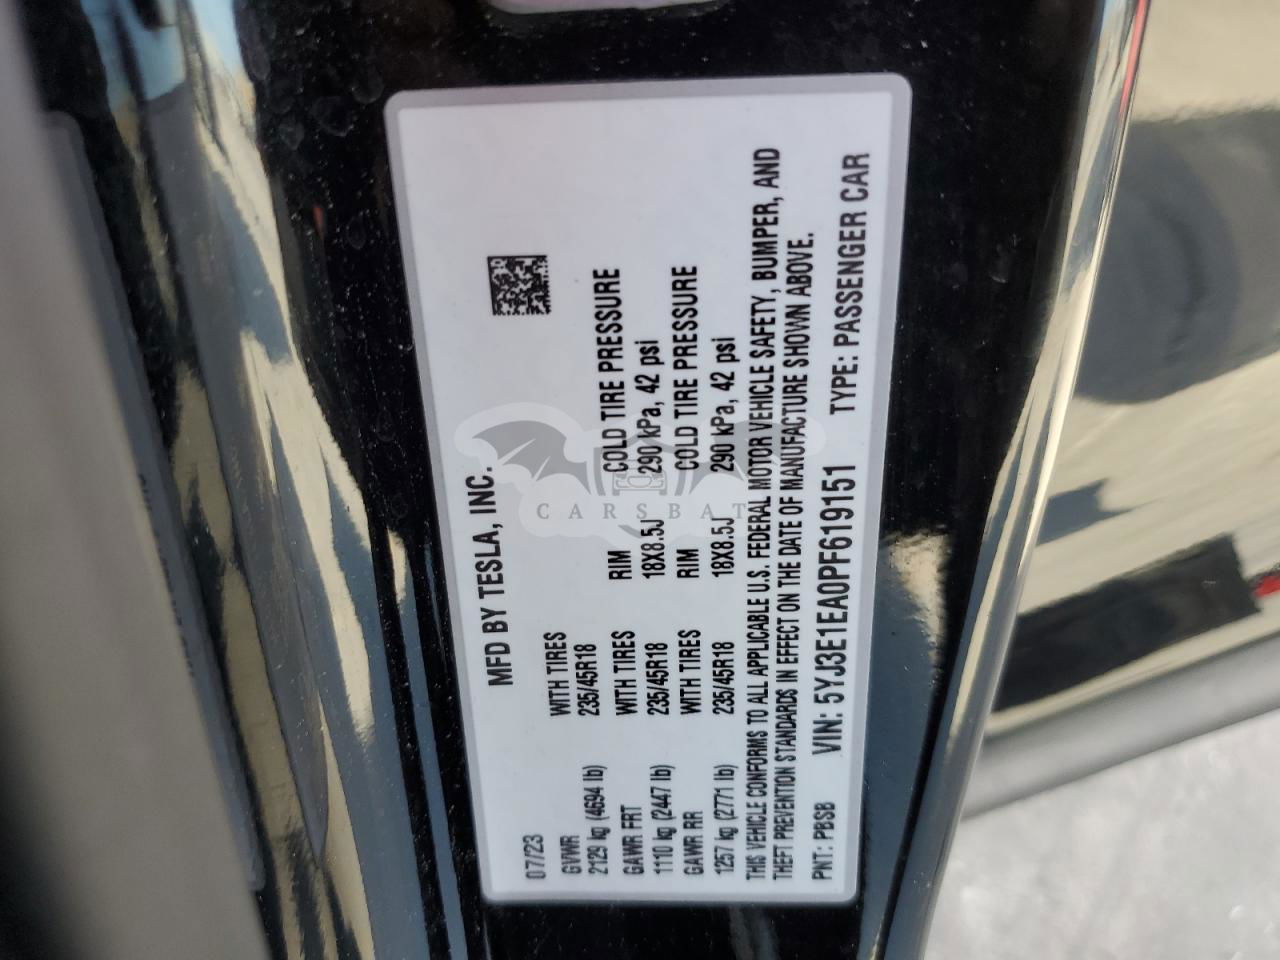 MFD BY TESLA, INC.
07/23
GVWR WITH TIRES RIM COLD TIRE PRESSURE
2129 kg (4694 lb) 235/45R18 18X8.5J 290 kPa, 42 psi
GAWR FRT WITH TIRES RIM COLD TIRE PRESSURE
1110 kg (2447 lb) 235/45R18 18X8.5J 290 kPa, 42 psi
GAWR RR WITH TIRES
1257 kg (2771 lb) 235/45R18
THIS VEHICLE CONFORMS TO ALL APPLICABLE U.S. FEDERAL MOTOR VEHICLE SAFETY, BUMPER, AND
THEFT PREVENTION STANDARDS IN EFFECT ON THE DATE OF MANUFACTURE SHOWN ABOVE.
PNT: PBSB VIN: 5YJ3E1EA0PF619151 TYPE: PASSENGER CAR
CARSBAT